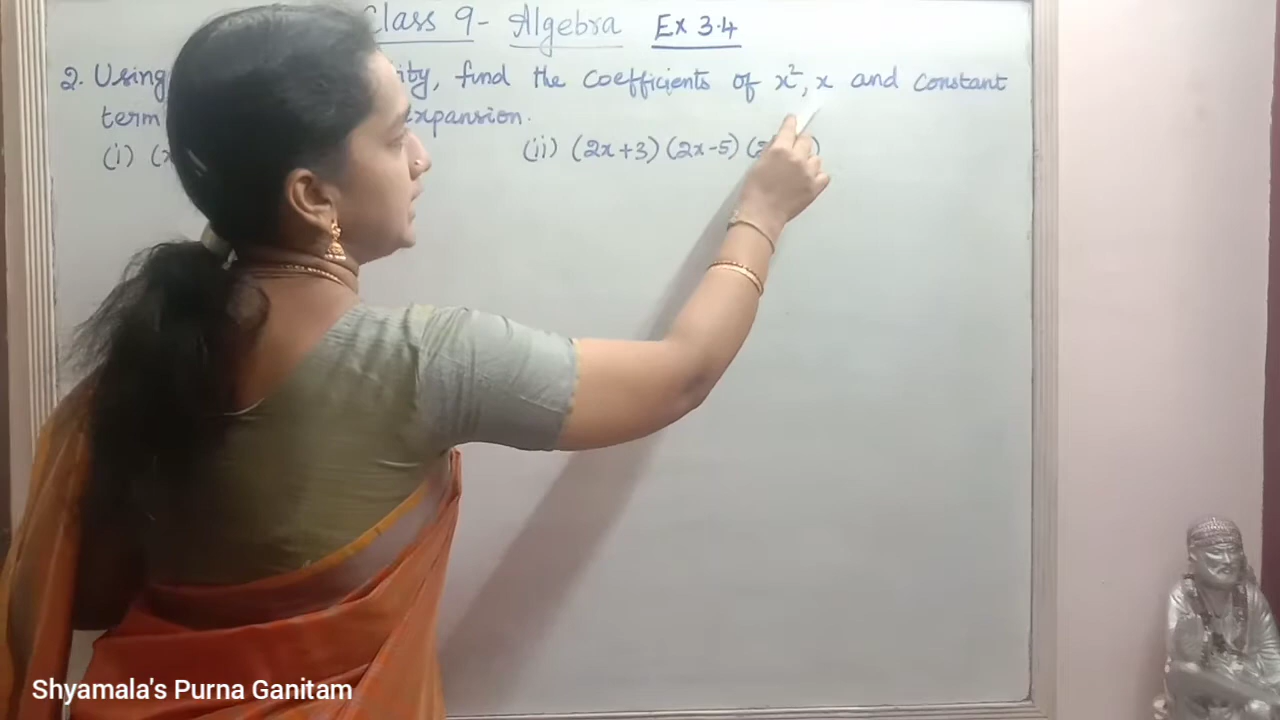 Class 9- Algebra Ex 3.4
2. Using find the coefficients of x², x and constant
term expansion.
(i) (ii) (2x+3)(2x-5)
Shyamala's Purna Ganitam